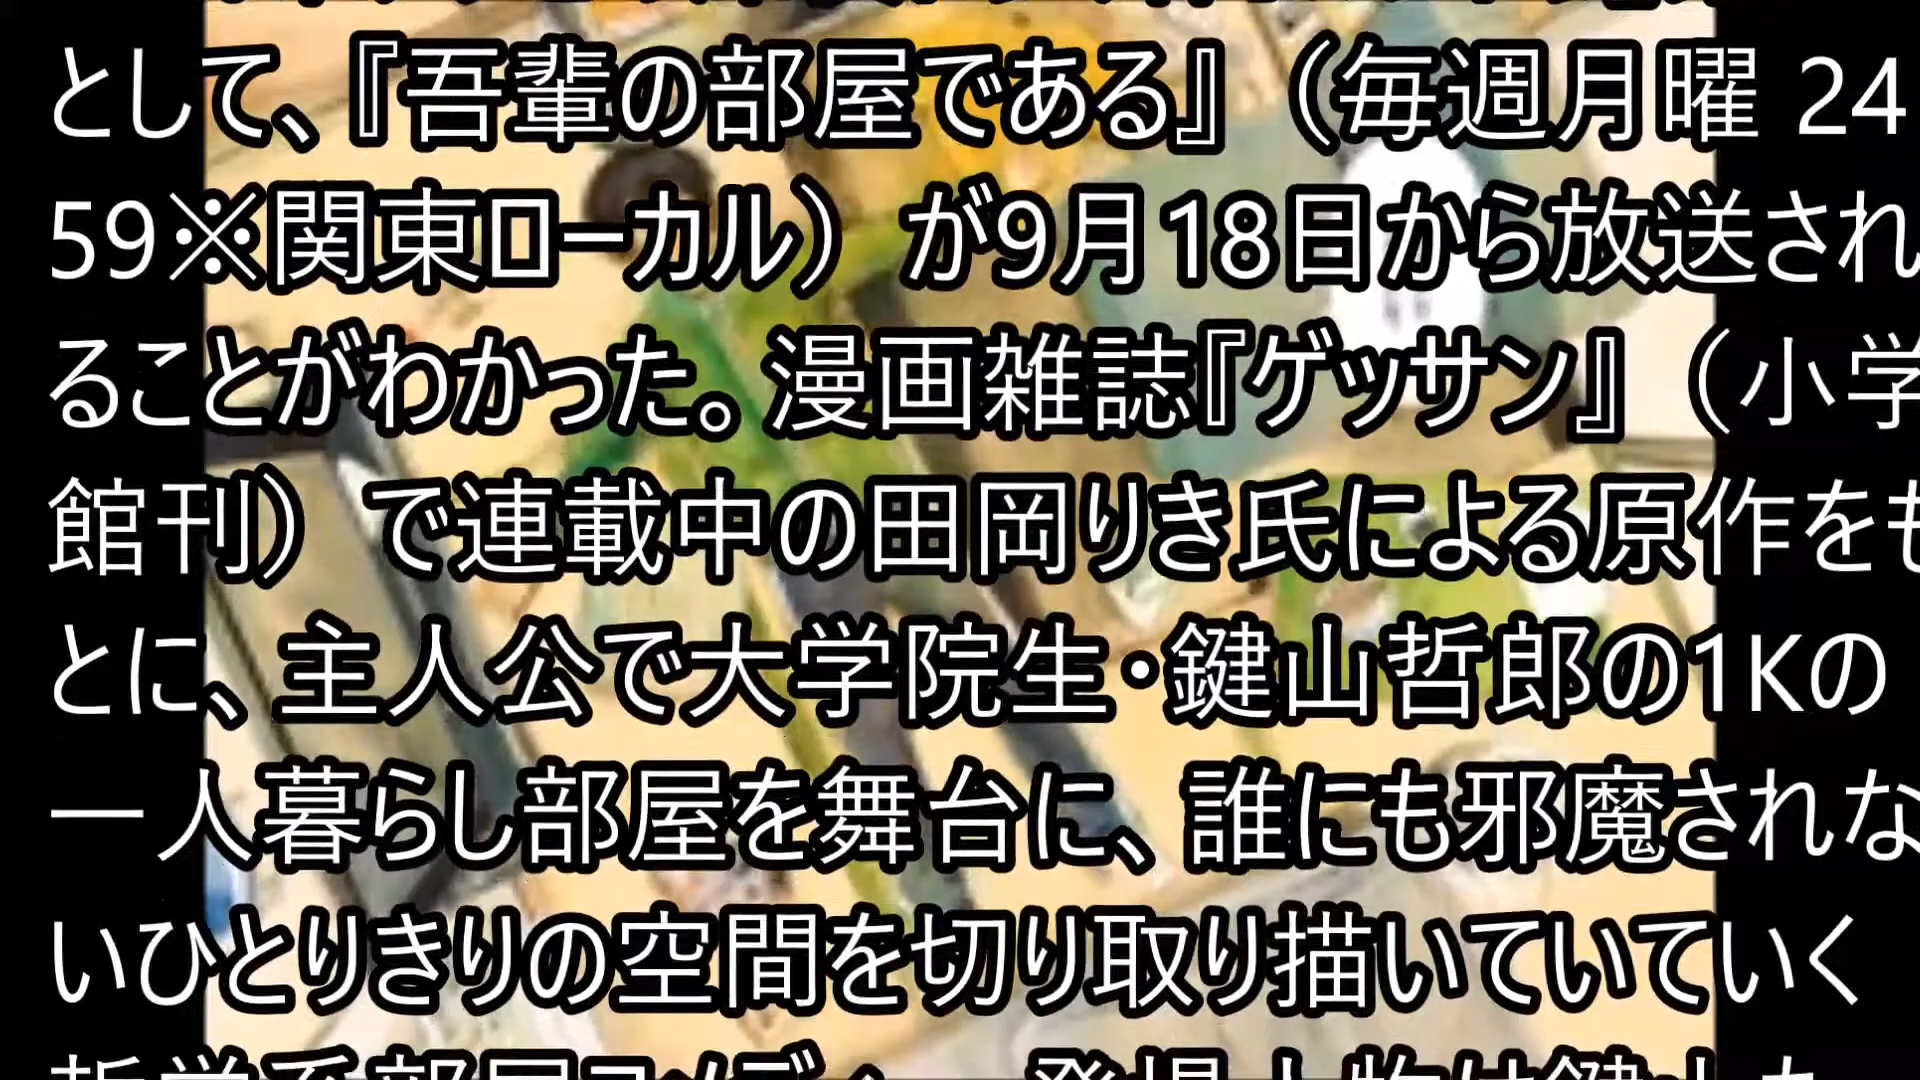 として、『吾輩の部屋である』（毎週月曜 24
59※関東ローカル）が9月18日から放送され
ることがわかった。漫画雑誌『ゲッサン』（小学
館刊）で連載中の田岡りき氏による原作をも
とに、主人公で大学院生・鍵山哲郎の1Kの
一人暮らし部屋を舞台に、誰にも邪魔されな
いひとりきりの空間を切り取り描いていていく